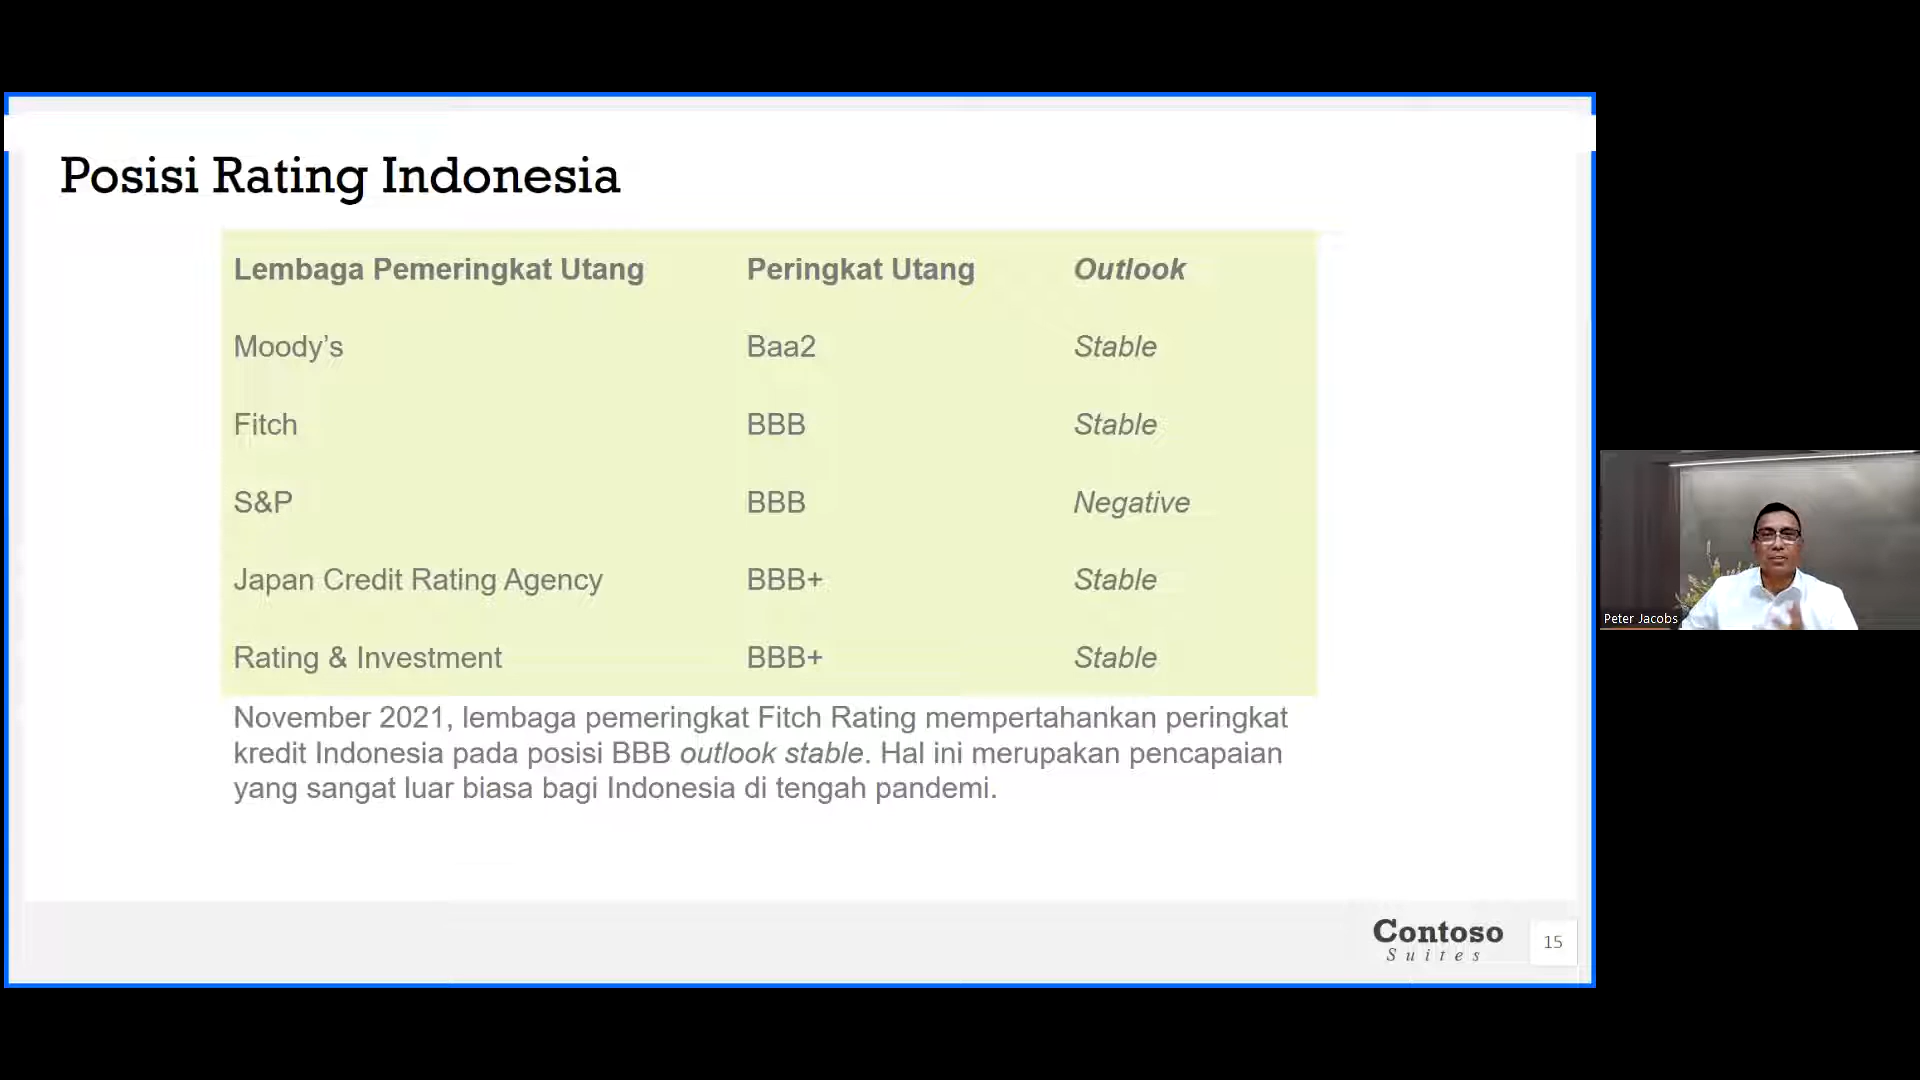 Posisi Rating Indonesia
Lembaga Pemeringkat Utang Peringkat Utang Outlook
Moody’s Baa2 Stable
Fitch BBB Stable
S&P BBB Negative
Japan Credit Rating Agency BBB+ Stable
Rating & Investment BBB+ Stable
November 2021, lembaga pemeringkat Fitch Rating mempertahankan peringkat
kredit Indonesia pada posisi BBB outlook stable. Hal ini merupakan pencapaian
yang sangat luar biasa bagi Indonesia di tengah pandemi.
Contoso
Suites
15
Peter Jacobs